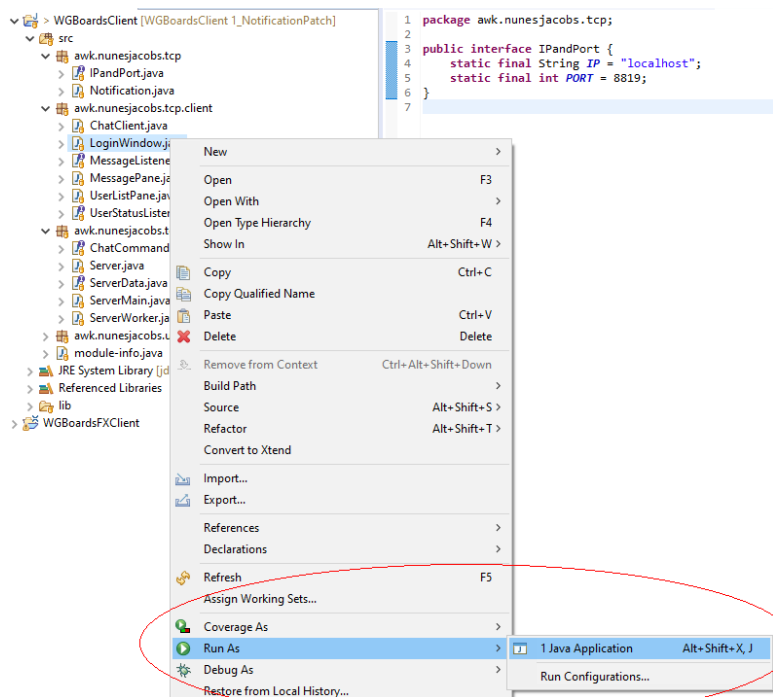 > WGBoardsClient [WGBoardsClient 1_NotificationPatch]
src
awk.nunesjacobs.tcp
IPandPort.java
Notification.java
awk.nunesjacobs.tcp.client
ChatClient.java
LoginWindow.ja
MessageListene
MessagePane.ja
UserListPane.jav
UserStatusListen
awk.nunesjacobs.t
ChatCommand
Server.java
ServerData.java
ServerMain.java
ServerWorker.ja
awk.nunesjacobs.u
module-info.java
JRE System Library [jd
Referenced Libraries
lib
WGBoardsFXClient
1 package awk.nunesjacobs.tcp;
2
3 public interface IPandPort {
4 static final String IP = "localhost";
5 static final int PORT = 8819;
6 }
7
New
Open F3
Open With
Open Type Hierarchy F4
Show In Alt+Shift+W
Copy Ctrl+C
Copy Qualified Name
Paste Ctrl+V
Delete Delete
Remove from Context Ctrl+Alt+Shift+Down
Build Path
Source Alt+Shift+S
Refactor Alt+Shift+T
Convert to Xtend
Import...
Export...
References
Declarations
Refresh F5
Assign Working Sets...
Coverage As
Run As
Debug As
Restore from Local History...
1 Java Application Alt+Shift+X, J
Run Configurations...